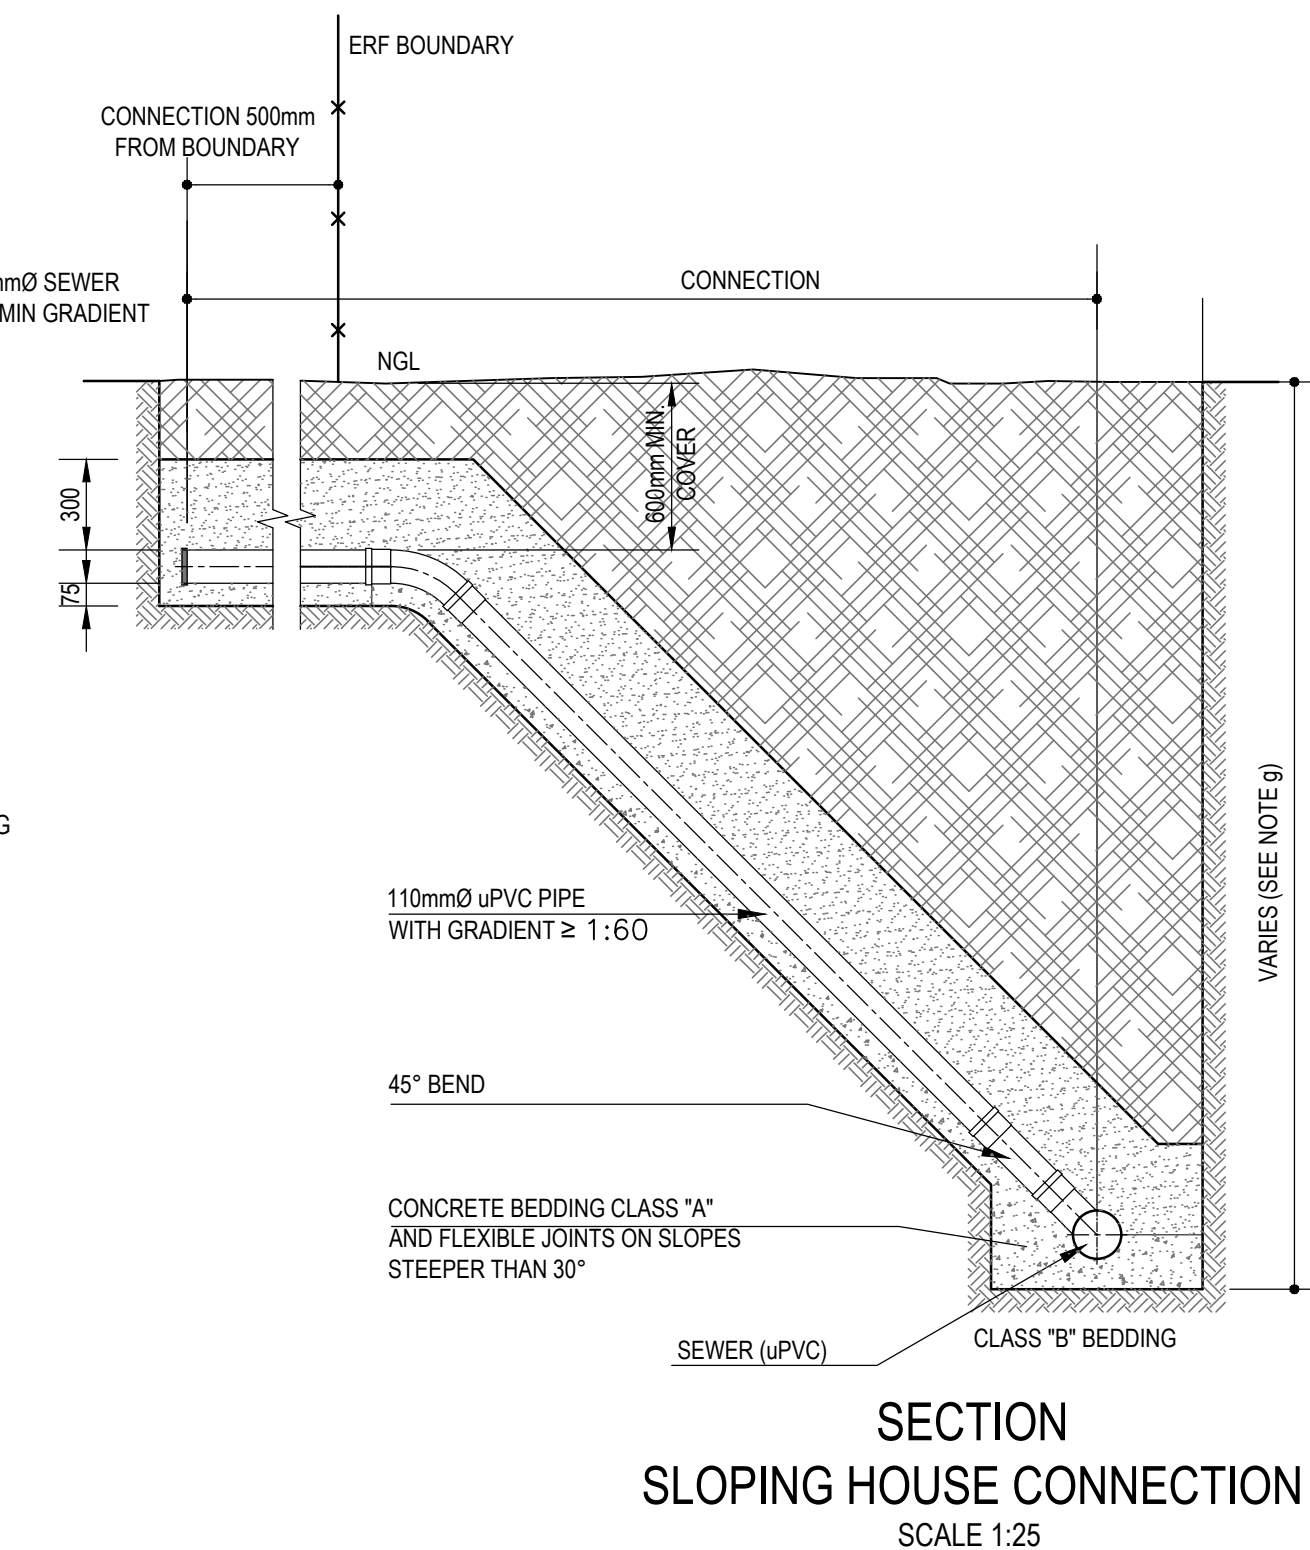 ERF BOUNDARY
CONNECTION 500mm
FROM BOUNDARY
mØ SEWER
MIN GRADIENT
CONNECTION
NGL
600mm MIN.
COVER
300
75
G
VARIES (SEE NOTE g)
110mmØ uPVC PIPE
WITH GRADIENT ≥ 1:60
45° BEND
CONCRETE BEDDING CLASS "A"
AND FLEXIBLE JOINTS ON SLOPES
STEEPER THAN 30°
SEWER (uPVC)
CLASS "B" BEDDING
SECTION
SLOPING HOUSE CONNECTION
SCALE 1:25